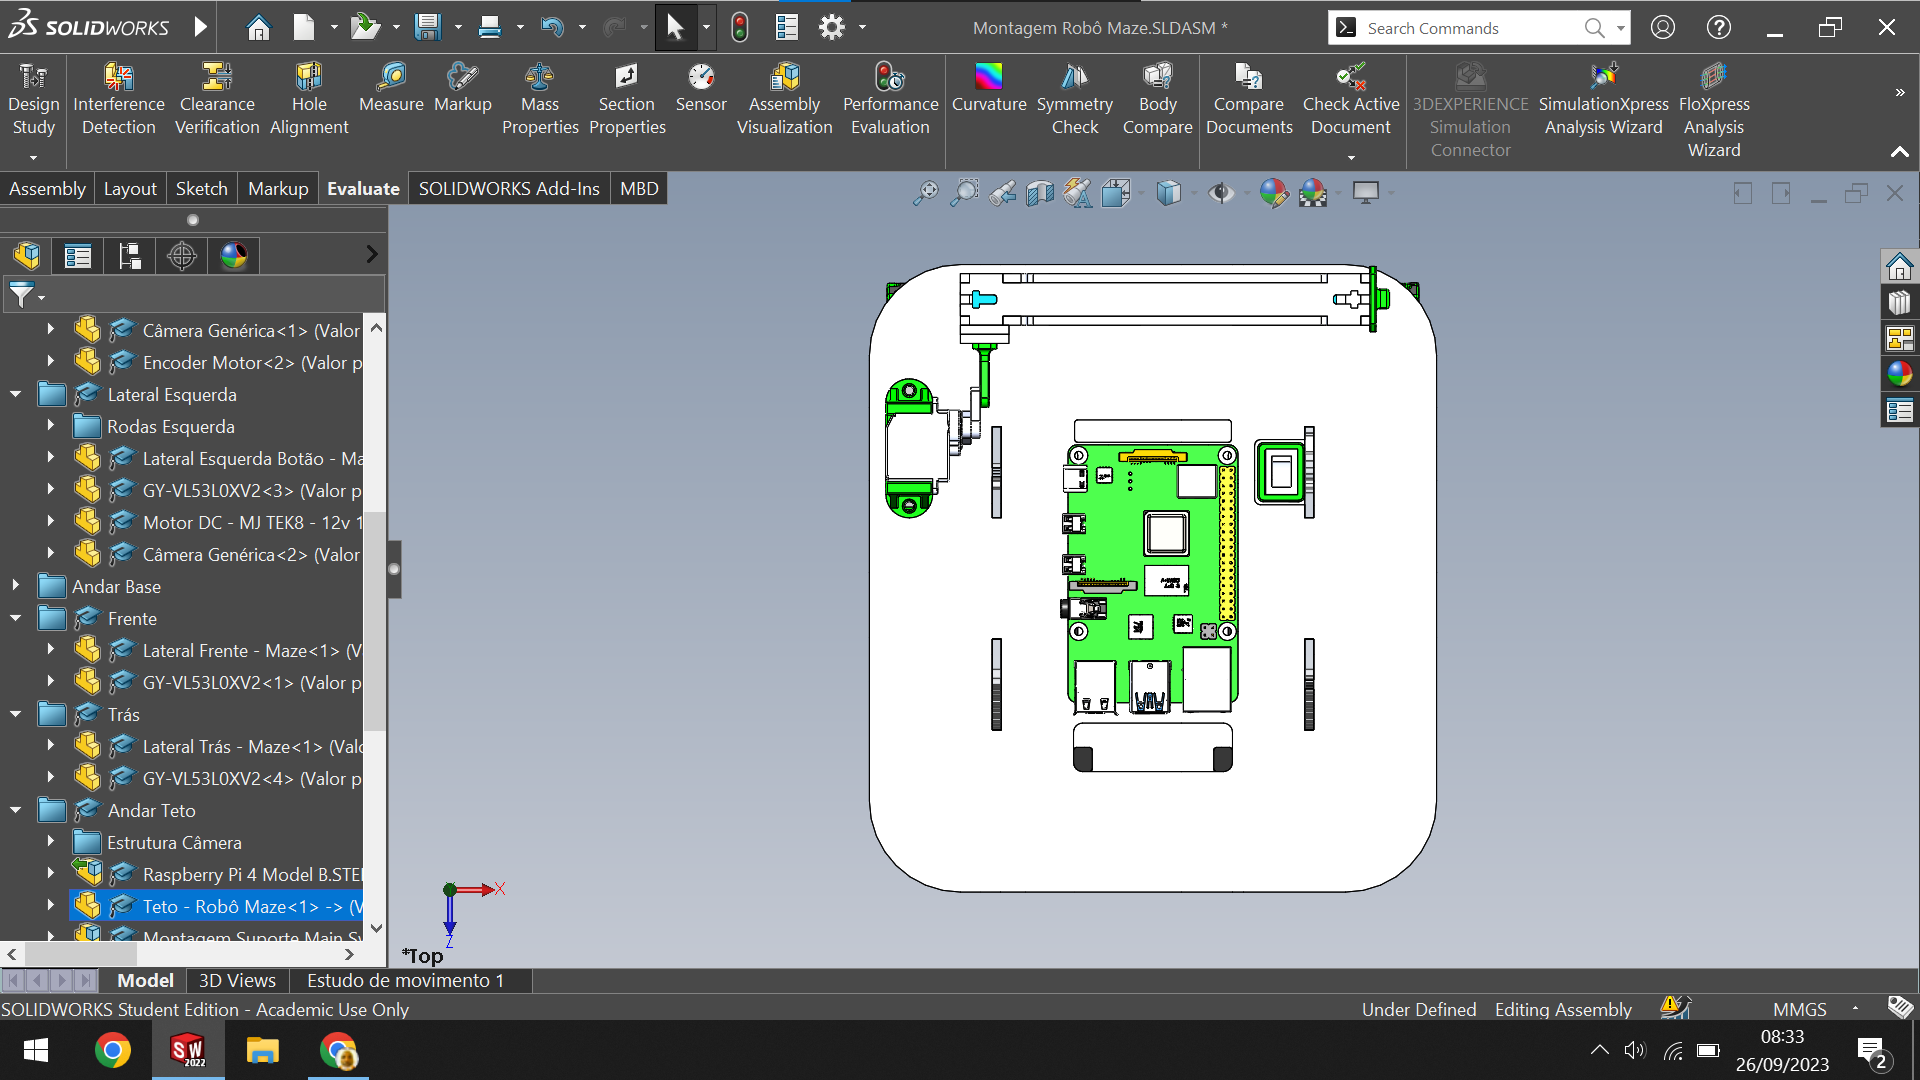 SOLIDWORKS
Montagem Robô Maze.SLDASM *
Search Commands
Design Study
Interference Detection
Clearance Verification
Hole Alignment
Measure
Markup
Mass Properties
Section Properties
Sensor
Assembly Visualization
Performance Evaluation
Curvature
Symmetry Check
Body Compare
Compare Documents
Check Active Document
3DEXPERIENCE Simulation Connector
SimulationXpress Analysis Wizard
FloXpress Analysis Wizard
Assembly
Layout
Sketch
Markup
Evaluate
SOLIDWORKS Add-Ins
MBD
Câmera Genérica<1> (Valor
Encoder Motor<2> (Valor p
Lateral Esquerda
Rodas Esquerda
Lateral Esquerda Botão - Ma
GY-VL53L0XV2<3> (Valor p
Motor DC - MJ TEK8 - 12v 1
Câmera Genérica<2> (Valor
Andar Base
Frente
Lateral Frente - Maze<1> (V
GY-VL53L0XV2<1> (Valor p
Trás
Lateral Trás - Maze<1> (Valo
GY-VL53L0XV2<4> (Valor p
Andar Teto
Estrutura Câmera
Raspberry Pi 4 Model B.STE
Teto - Robô Maze<1> -> (V
Montagem Suporte Main Sw
X
Z
*Top
Model
3D Views
Estudo de movimento 1
SOLIDWORKS Student Edition - Academic Use Only
Under Defined
Editing Assembly
MMGS
SW
2022
08:33
26/09/2023
2